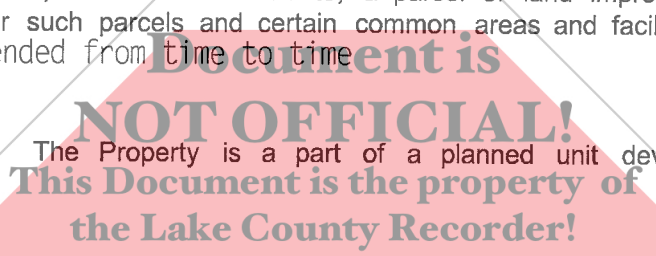 r such parcels and certain common areas and facil
ended from time to time
Document is
NOT OFFICIAL!
The Property is a part of a planned unit dev
This Document is the property of
the Lake County Recorder!